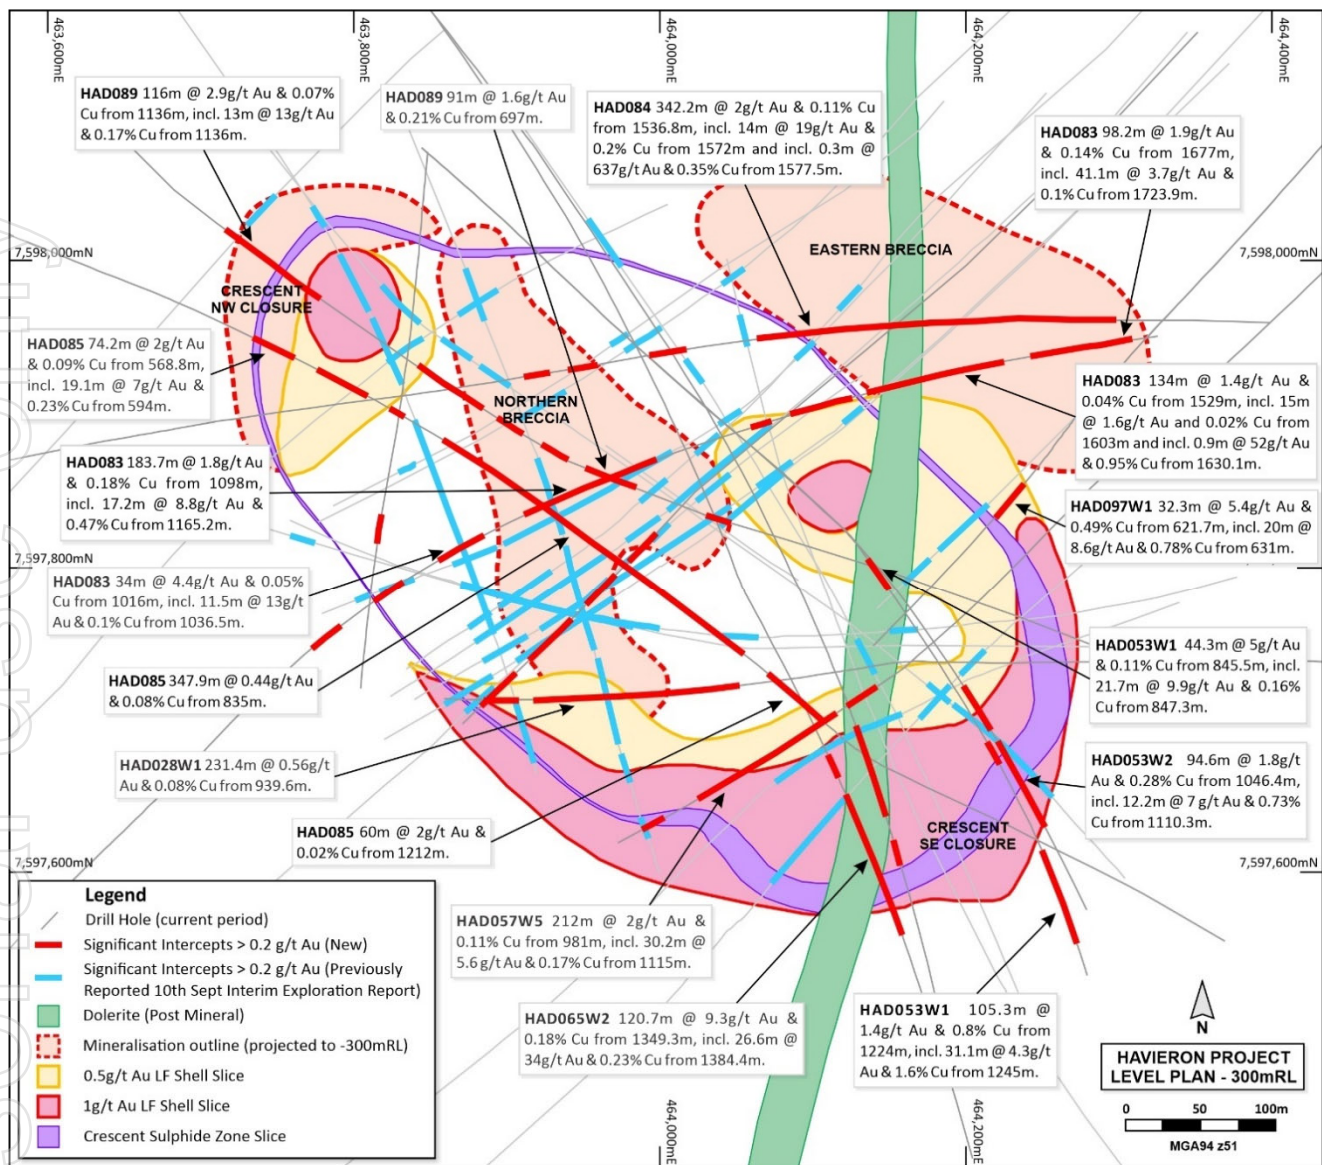 463,600mE
463,800mE
464,000mE
464,200mE
464,400mE
HAD089 116m @ 2.9g/t Au & 0.07%
Cu from 1136m, incl. 13m @ 13g/t Au
& 0.17% Cu from 1136m.
HAD089 91m @ 1.6g/t Au
& 0.21% Cu from 697m.
HAD084 342.2m @ 2g/t Au & 0.11% Cu
from 1536.8m, incl. 14m @ 19g/t Au &
0.2% Cu from 1572m and incl. 0.3m @
637g/t Au & 0.35% Cu from 1577.5m.
HAD083 98.2m @ 1.9g/t Au
& 0.14% Cu from 1677m,
incl. 41.1m @ 3.7g/t Au &
0.1% Cu from 1723.9m.
7,598,000mN
EASTERN BRECCIA
7,598,000mN
CRESCENT
NW CLOSURE
HAD085 74.2m @ 2g/t Au
& 0.09% Cu from 568.8m,
incl. 19.1m @ 7g/t Au &
0.23% Cu from 594m.
NORTHERN
BRECCIA
HAD083 134m @ 1.4g/t Au &
0.04% Cu from 1529m, incl. 15m
@ 1.6g/t Au and 0.02% Cu from
1603m and incl. 0.9m @ 52g/t Au
& 0.95% Cu from 1630.1m.
HAD083 183.7m @ 1.8g/t Au
& 0.18% Cu from 1098m,
incl. 17.2m @ 8.8g/t Au &
0.47% Cu from 1165.2m.
HAD097W1 32.3m @ 5.4g/t Au &
0.49% Cu from 621.7m, incl. 20m @
8.6g/t Au & 0.78% Cu from 631m.
7,597,800mN
HAD083 34m @ 4.4g/t Au & 0.05%
Cu from 1016m, incl. 11.5m @ 13g/t
Au & 0.1% Cu from 1036.5m.
HAD053W1 44.3m @ 5g/t Au
& 0.11% Cu from 845.5m, incl.
21.7m @ 9.9g/t Au & 0.16%
Cu from 847.3m.
HAD085 347.9m @ 0.44g/t Au
& 0.08% Cu from 835m.
HAD028W1 231.4m @ 0.56g/t
Au & 0.08% Cu from 939.6m.
HAD053W2 94.6m @ 1.8g/t
Au & 0.28% Cu from 1046.4m,
incl. 12.2m @ 7 g/t Au & 0.73%
Cu from 1110.3m.
HAD085 60m @ 2g/t Au &
0.02% Cu from 1212m.
CRESCENT
SE CLOSURE
7,597,600mN
7,597,600mN
HAD057W5 212m @ 2g/t Au &
0.11% Cu from 981m, incl. 30.2m @
5.6g/t Au & 0.17% Cu from 1115m.
HAD065W2 120.7m @ 9.3g/t Au &
0.18% Cu from 1349.3m, incl. 26.6m @
34g/t Au & 0.23% Cu from 1384.4m.
HAD053W1 105.3m @
1.4g/t Au & 0.8% Cu from
1224m, incl. 31.1m @ 4.3g/t
Au & 1.6% Cu from 1245m.
Legend
Drill Hole (current period)
Significant Intercepts > 0.2 g/t Au (New)
Significant Intercepts > 0.2 g/t Au (Previously
Reported 10th Sept Interim Exploration Report)
Dolerite (Post Mineral)
Mineralisation outline (projected to -300mRL)
0.5g/t Au LF Shell Slice
1g/t Au LF Shell Slice
Crescent Sulphide Zone Slice
N
HAVIERON PROJECT
LEVEL PLAN - 300mRL
0 50 100m
MGA94 z51
464,000mE
464,200mE